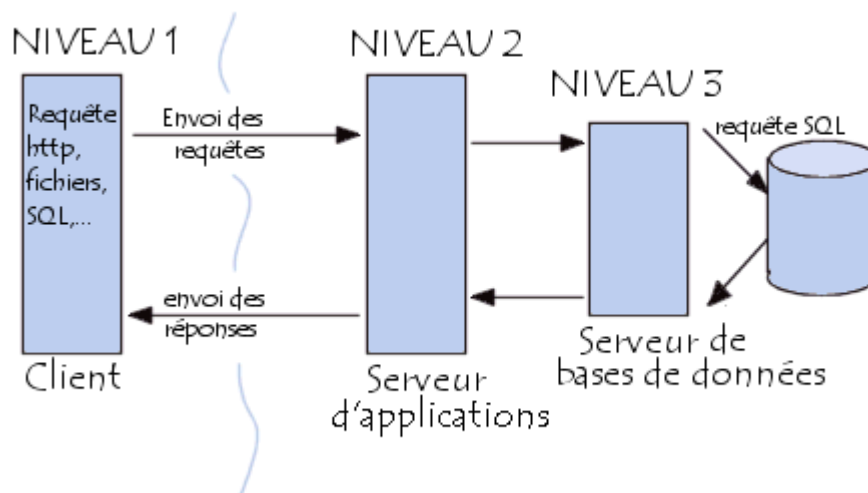 NIVEAU 1
Requête
http,
fichiers,
SQL,...
Client
Envoi des
requêtes
envoi des
réponses
NIVEAU 2
Serveur
d'applications
NIVEAU 3
Serveur de
bases de données
requête SQL